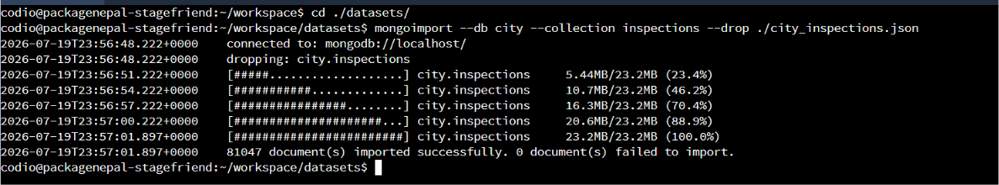 codio@packagenepal-stagefriend:~/workspace$ cd ./datasets/
codio@packagenepal-stagefriend:~/workspace/datasets$ mongoimport --db city --collection inspections --drop ./city_inspections.json
2026-07-19T23:56:48.222+0000    connected to: mongodb://localhost/
2026-07-19T23:56:48.222+0000    dropping: city.inspections
2026-07-19T23:56:51.222+0000    [#####...................] city.inspections     5.44MB/23.2MB (23.4%)
2026-07-19T23:56:54.222+0000    [###########.............] city.inspections     10.7MB/23.2MB (46.2%)
2026-07-19T23:56:57.222+0000    [################........] city.inspections     16.3MB/23.2MB (70.4%)
2026-07-19T23:57:00.222+0000    [#####################...] city.inspections     20.6MB/23.2MB (88.9%)
2026-07-19T23:57:01.897+0000    [########################] city.inspections     23.2MB/23.2MB (100.0%)
2026-07-19T23:57:01.897+0000    81047 document(s) imported successfully. 0 document(s) failed to import.
codio@packagenepal-stagefriend:~/workspace/datasets$